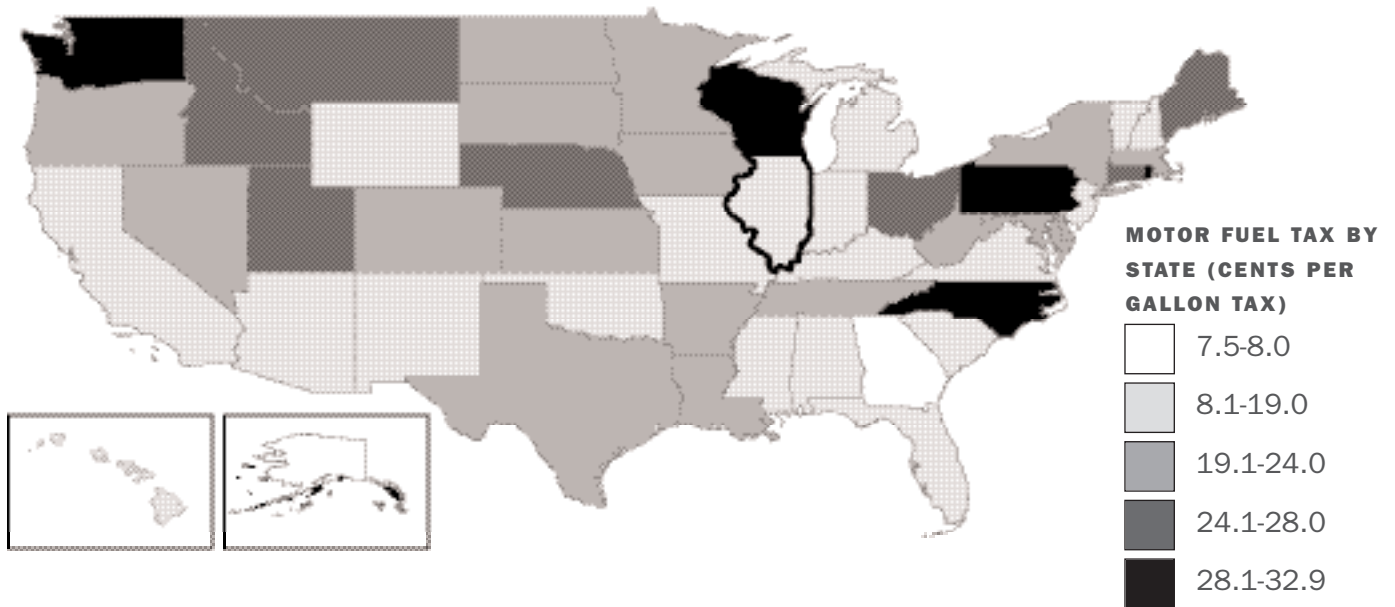 MOTOR FUEL TAX BY
STATE (CENTS PER
GALLON TAX)
7.5-8.0
8.1-19.0
19.1-24.0
24.1-28.0
28.1-32.9